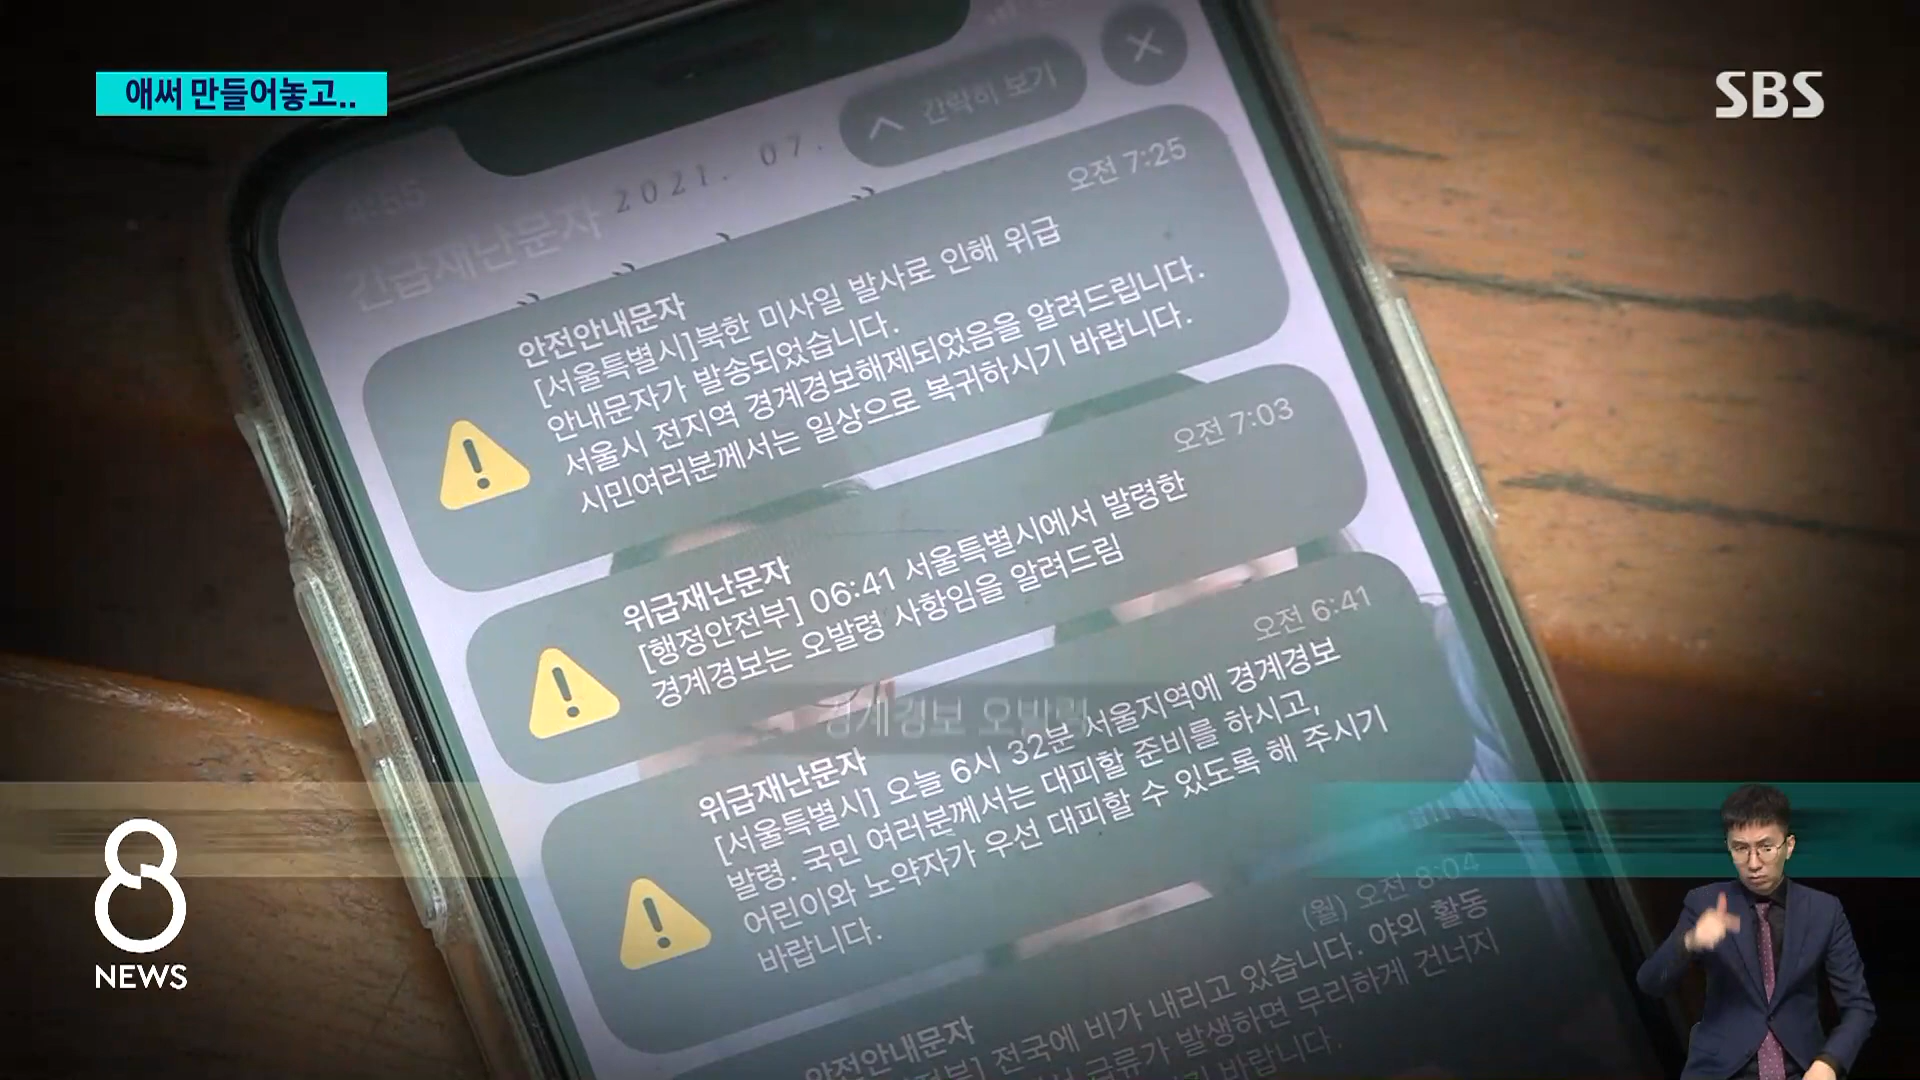 애써 만들어놓고..
SBS
간략히 보기
4:55
2021. 07.
긴급재난문자
오전 7:25
안전안내문자
[서울특별시]북한 미사일 발사로 인해 위급
안내문자가 발송되었습니다.
서울시 전지역 경계경보해제되었음을 알려드립니다.
시민여러분께서는 일상으로 복귀하시기 바랍니다.
오전 7:03
위급재난문자
[행정안전부] 06:41 서울특별시에서 발령한
경계경보는 오발령 사항임을 알려드림
경계경보 오발령
오전 6:41
위급재난문자
[서울특별시] 오늘 6시 32분 서울지역에 경계경보
발령. 국민 여러분께서는 대피할 준비를 하시고,
어린이와 노약자가 우선 대피할 수 있도록 해 주시기
바랍니다.
(월) 오전 8:04
안전안내문자
전국에 비가 내리고 있습니다. 야외 활동
급류가 발생하면 무리하게 건너지
바랍니다.
8
NEWS